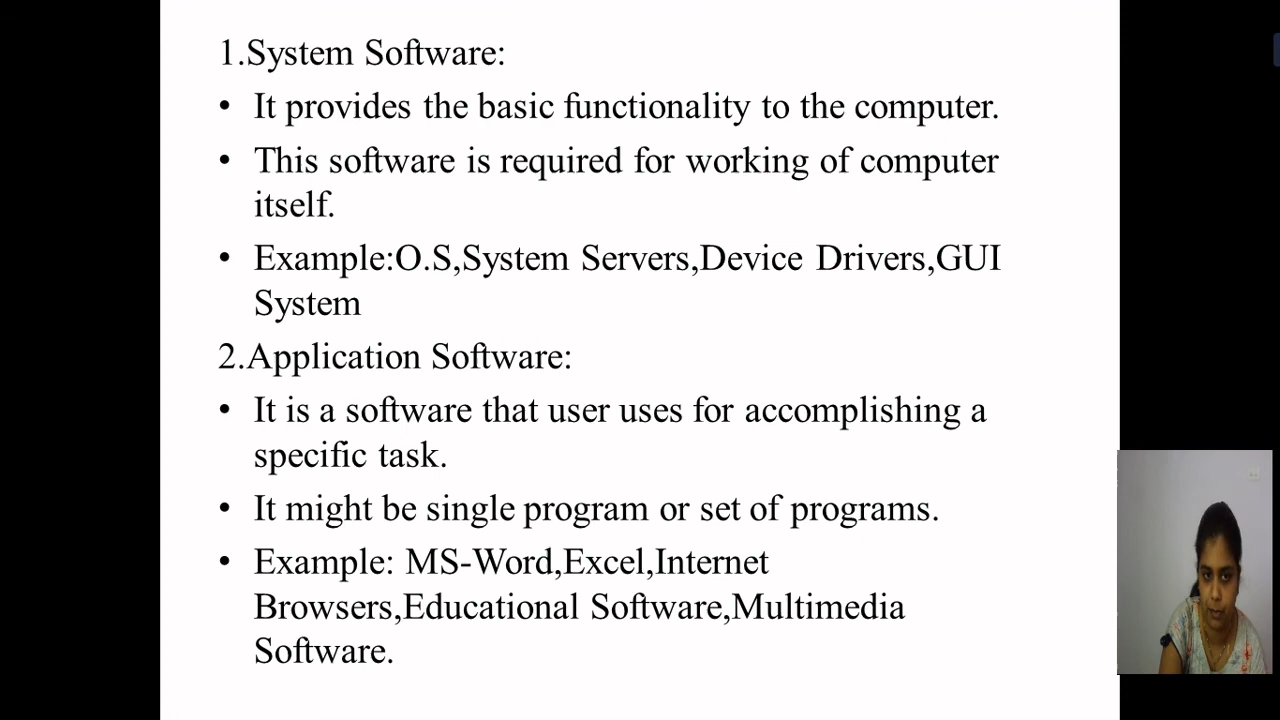 1.System Software:
• It provides the basic functionality to the computer.
• This software is required for working of computer
itself.
• Example:O.S,System Servers,Device Drivers,GUI
System
2.Application Software:
• It is a software that user uses for accomplishing a
specific task.
• It might be single program or set of programs.
• Example: MS-Word,Excel,Internet
Browsers,Educational Software,Multimedia
Software.